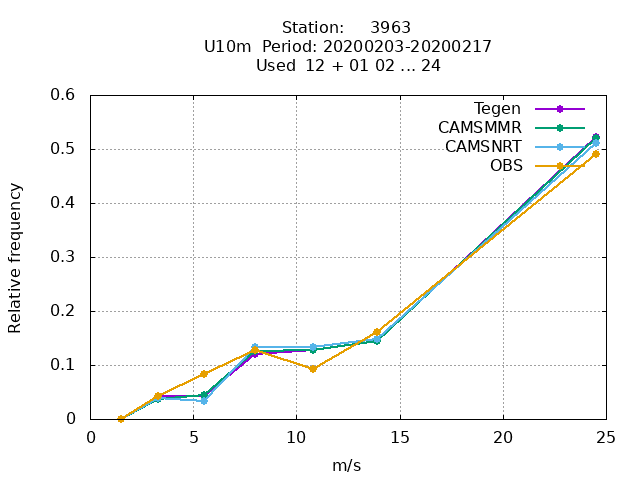 Station:     3963
U10m  Period: 20200203-20200217
Used  12 + 01 02 ... 24
Tegen
CAMSMMR
CAMSNRT
OBS
0.6
0.5
0.4
0.3
0.2
0.1
0
Relative frequency
0 5 10 15 20 25
m/s